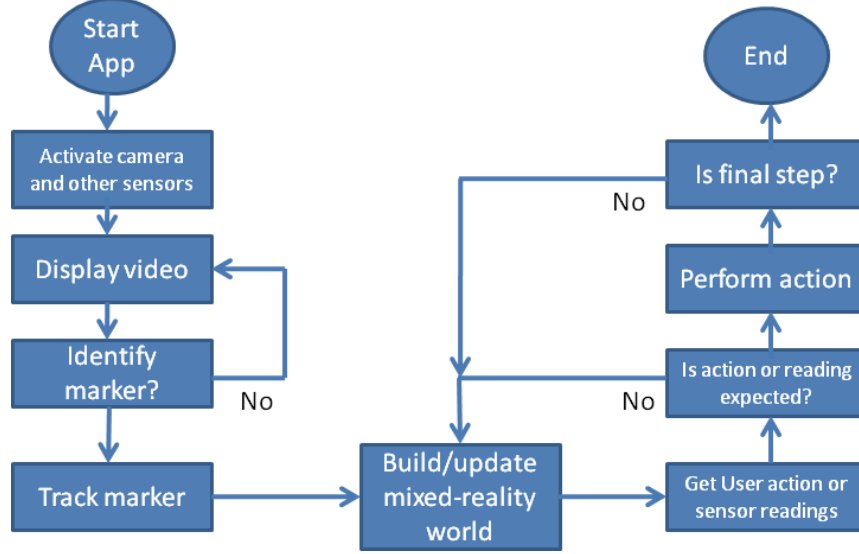 Start
App
Activate camera
and other sensors
Display video
Identify
marker?
No
Track marker
Build/update
mixed-reality
world
Get User action or
sensor readings
Is action or reading
expected?
No
Perform action
Is final step?
No
End